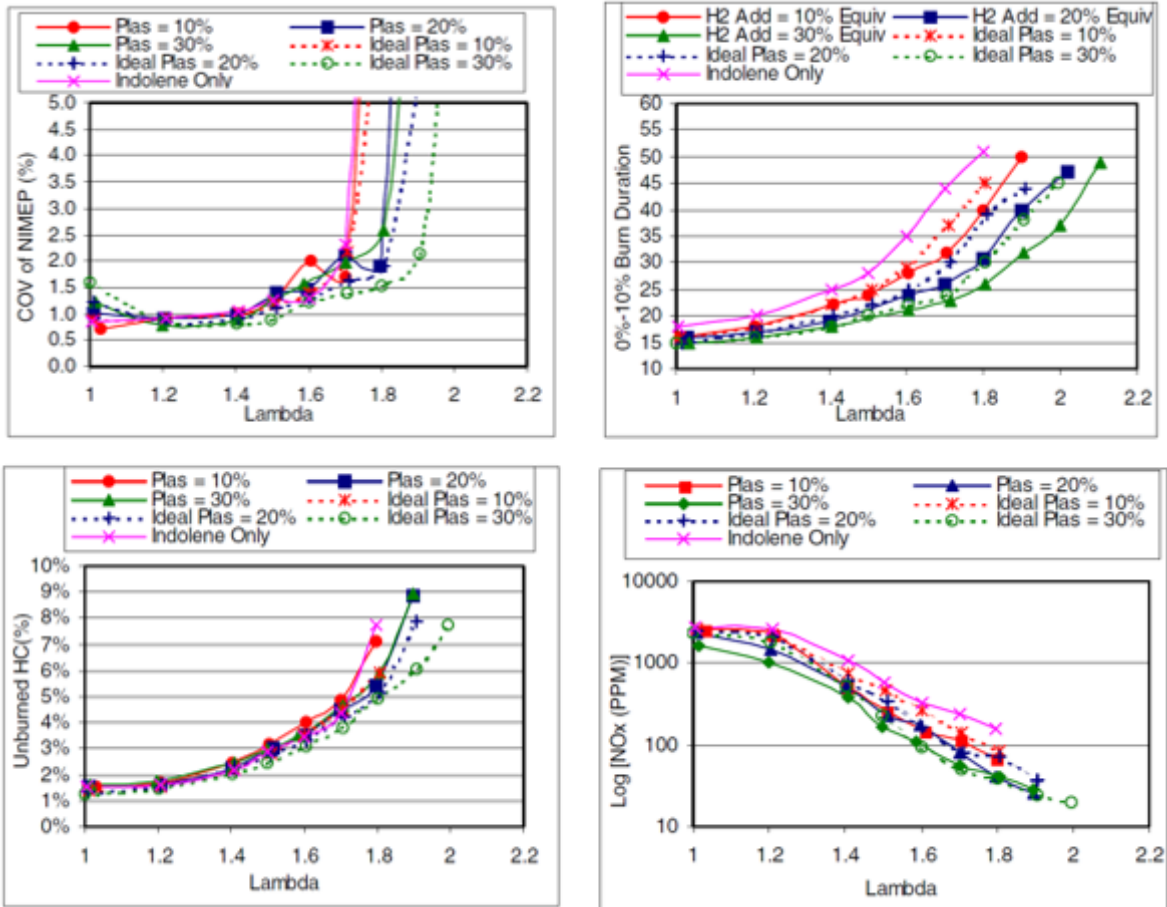 Plas = 10% Plas = 20%
Plas = 30% Ideal Plas = 10%
Ideal Plas = 20% Ideal Plas = 30%
Indolene Only
COV of NIMEP (%)
5.0
4.5
4.0
3.5
3.0
2.5
2.0
1.5
1.0
0.5
0.0
1 1.2 1.4 1.6 1.8 2 2.2
Lambda
H2 Add = 10% Equiv H2 Add = 20% Equiv
H2 Add = 30% Equiv Ideal Plas = 10%
Ideal Plas = 20% Ideal Plas = 30%
Indolene Only
0%-10% Burn Duration
60
55
50
45
40
35
30
25
20
15
10
1 1.2 1.4 1.6 1.8 2 2.2
Lambda
Plas = 10% Plas = 20%
Plas = 30% Ideal Plas = 10%
Ideal Plas = 20% Ideal Plas = 30%
Indolene Only
Unburned HC(%)
10%
9%
8%
7%
6%
5%
4%
3%
2%
1%
0%
1 1.2 1.4 1.6 1.8 2 2.2
Lambda
Plas = 10% Plas = 20%
Plas = 30% Ideal Plas = 10%
Ideal Plas = 20% Ideal Plas = 30%
Indolene Only
Log [NOx (PPM)]
10000
1000
100
10
1 1.2 1.4 1.6 1.8 2 2.2
Lambda